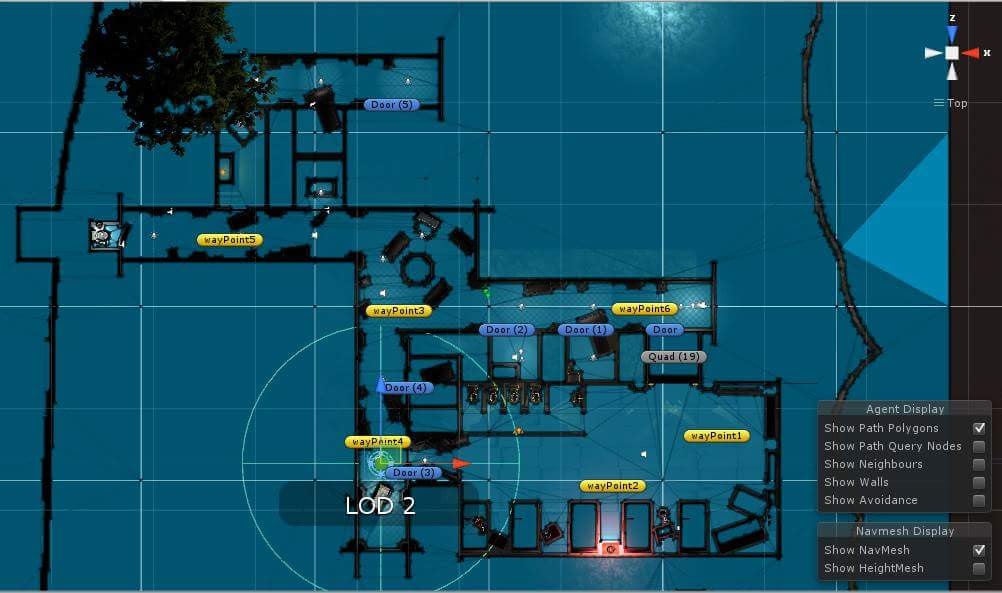 z
x
Top
Door (5)
wayPoint5
wayPoint3
wayPoint6
Door (2)
Door (1)
Door
Quad (19)
Door (4)
wayPoint4
wayPoint1
Door (3)
wayPoint2
LOD 2
Agent Display
Show Path Polygons
Show Path Query Nodes
Show Neighbours
Show Walls
Show Avoidance
Navmesh Display
Show NavMesh
Show HeightMesh